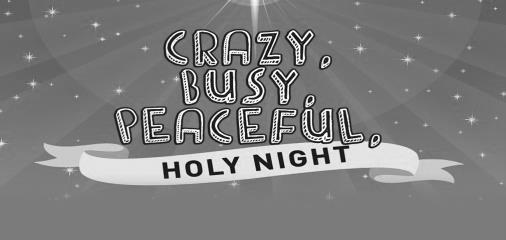 CRAZY,
BUSY,
PEACEFUL,
HOLY NIGHT